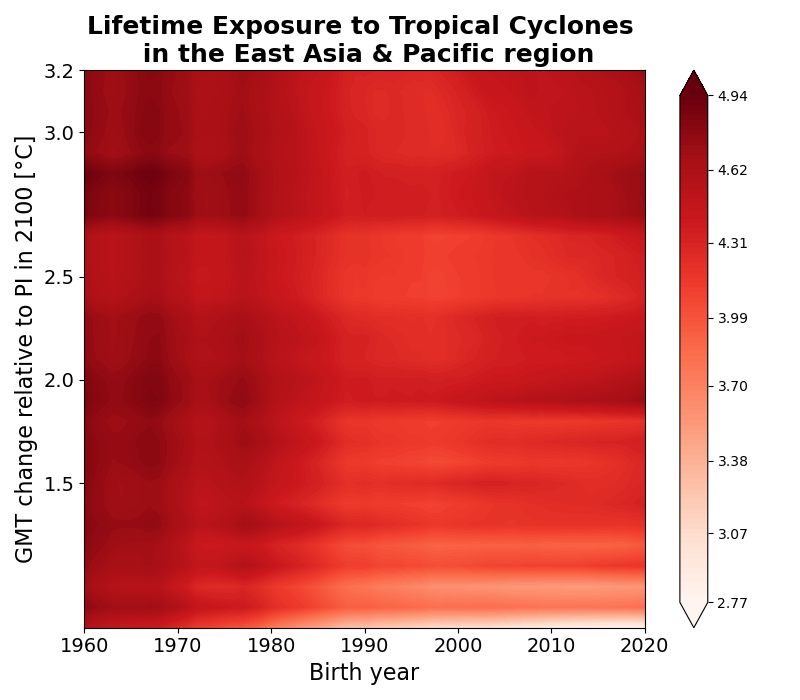 Lifetime Exposure to Tropical Cyclones
in the East Asia & Pacific region
GMT change relative to PI in 2100 [°C]
3.2
3.0
2.5
2.0
1.5
1960 1970 1980 1990 2000 2010 2020
Birth year
4.94
4.62
4.31
3.99
3.70
3.38
3.07
2.77